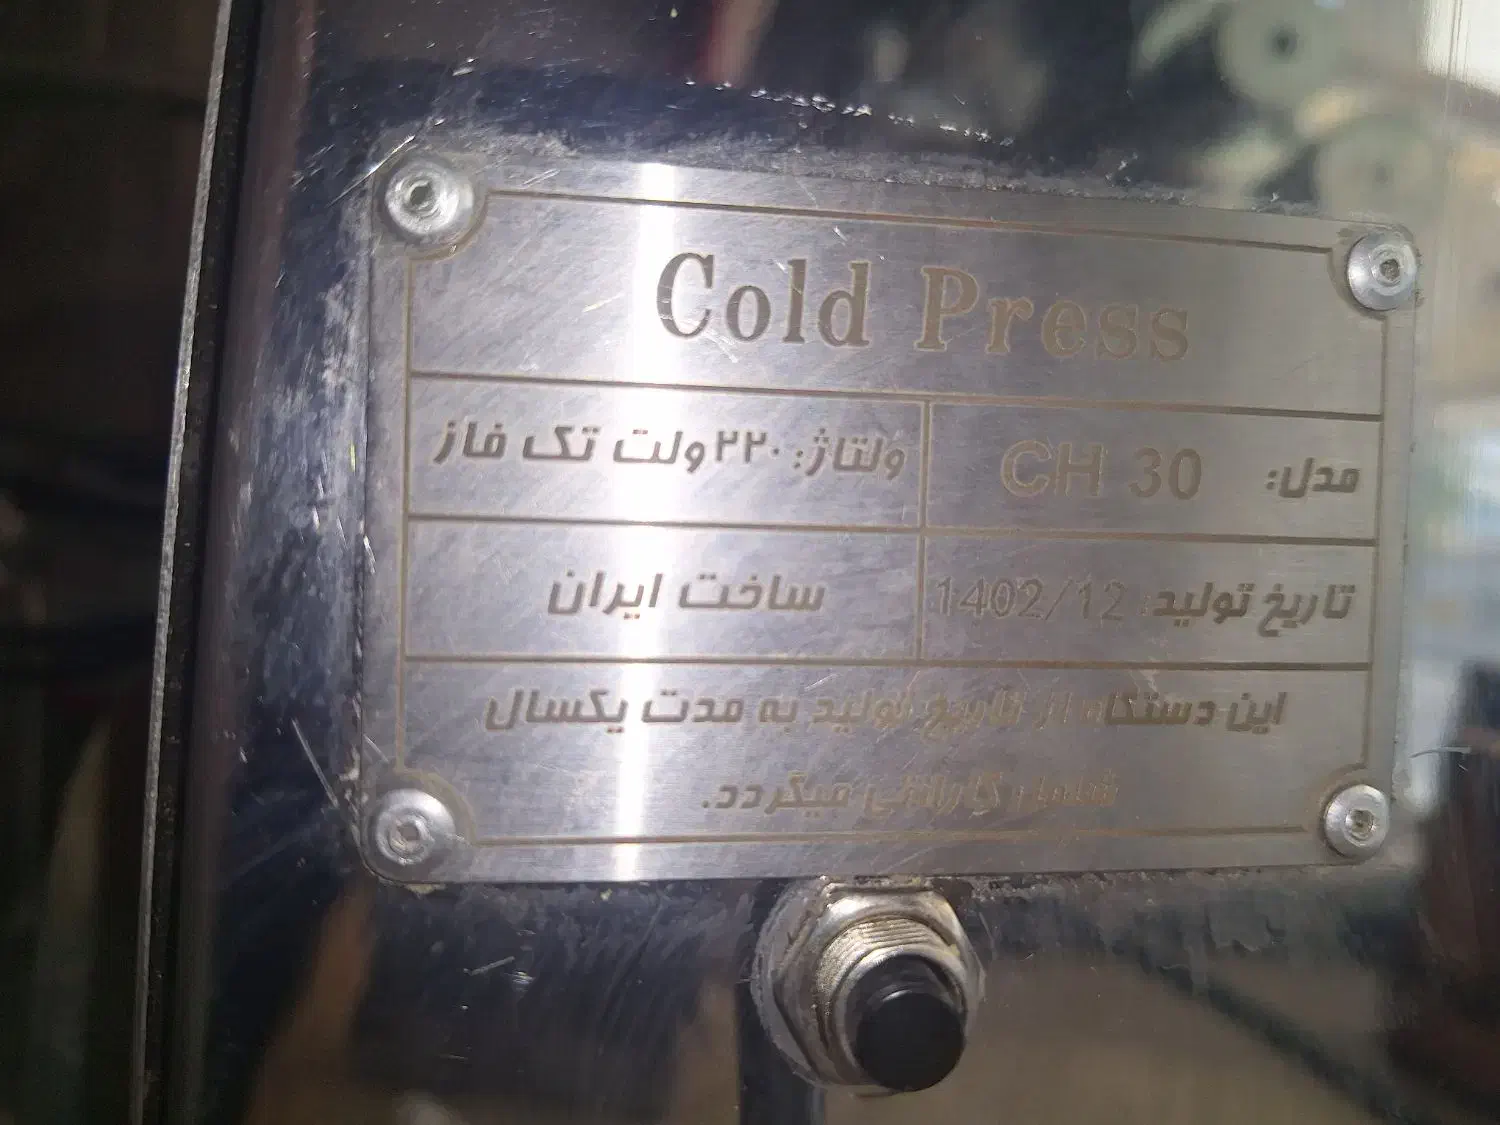 Cold Press
مدل: CH 30
ولتاژ: ۲۲۰ ولت تک فاز
تاریخ تولید: 1402/12
ساخت ایران
این دستگاه از تاریخ تولید به مدت یکسال
شامل گارانتی میگردد.